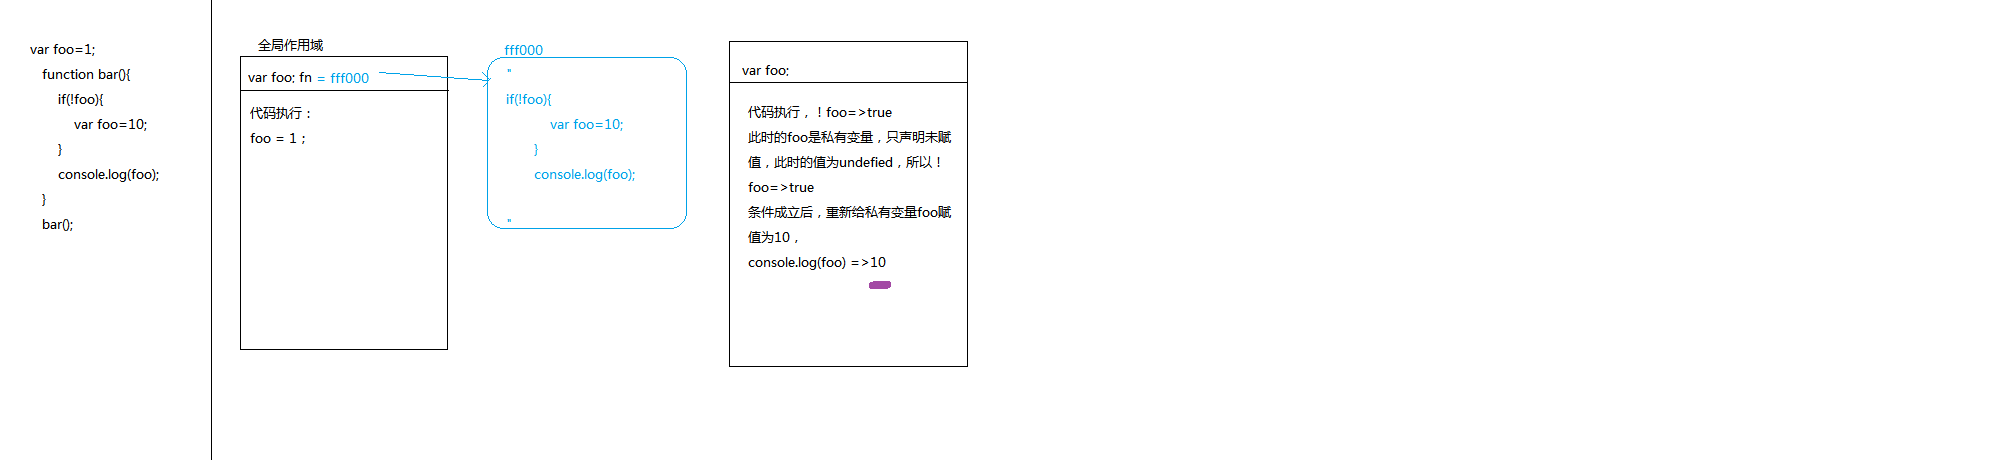 var foo=1;
function bar(){
if(!foo){
var foo=10;
}
console.log(foo);
}
bar();
全局作用域
var foo; fn = fff000
代码执行：
foo = 1；
fff000
"
if(!foo){
var foo=10;
}
console.log(foo);
"
var foo;
代码执行，！foo=>true
此时的foo是私有变量，只声明未赋
值，此时的值为undefied，所以！
foo=>true
条件成立后，重新给私有变量foo赋
值为10，
console.log(foo) =>10